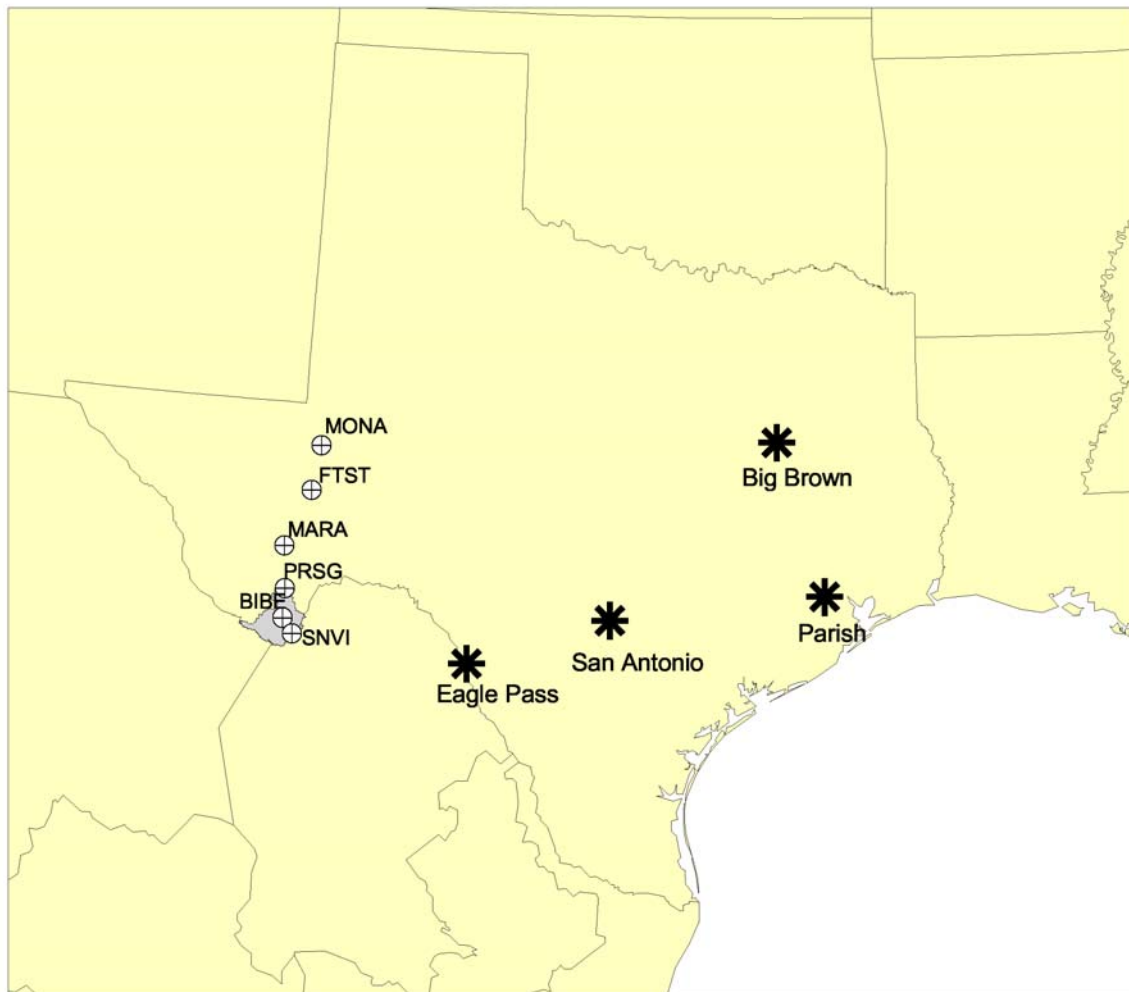 MONA
FTST
Big Brown
MARA
PRSG
BIBE
SNVI
Parish
San Antonio
Eagle Pass